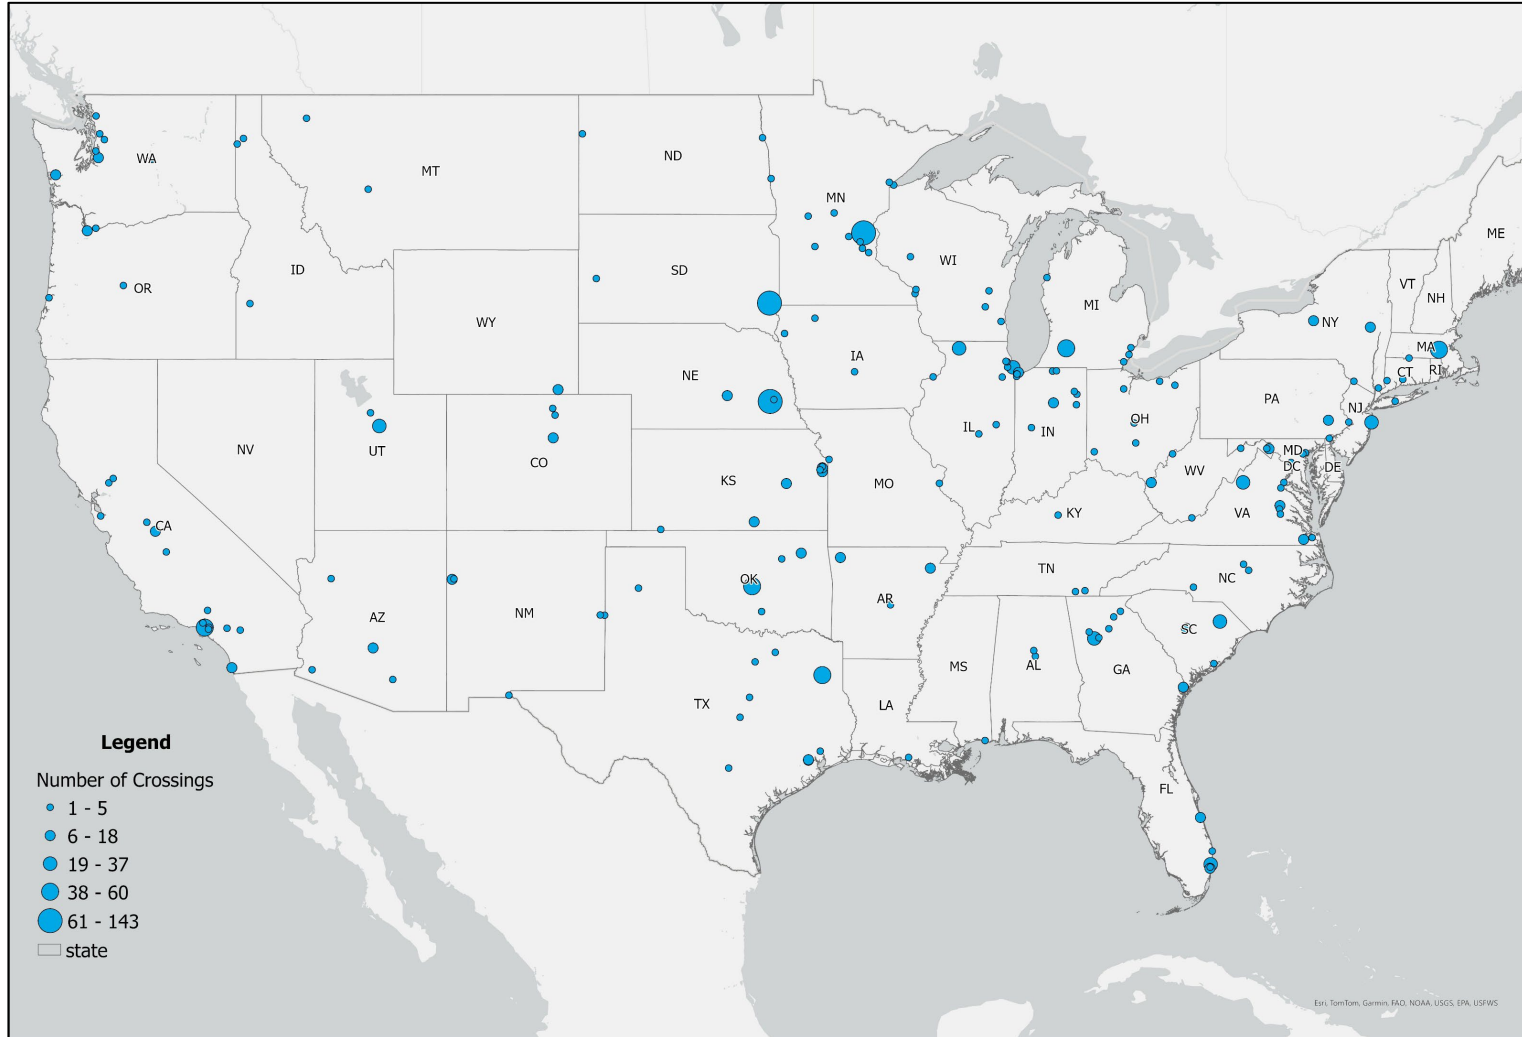 WA
MT
ND
MN
ME
OR
ID
SD
WI
MI
VT
NH
NY
WY
IA
MA
CT
RI
NE
PA
NJ
NV
UT
CO
IL
IN
OH
MD
DC
DE
KS
MO
WV
CA
KY
VA
AZ
NM
OK
TN
AR
NC
SC
MS
AL
GA
TX
LA
FL
Legend
Number of Crossings
1 - 5
6 - 18
19 - 37
38 - 60
61 - 143
state
Esri, TomTom, Garmin, FAO, NOAA, USGS, EPA, USFWS